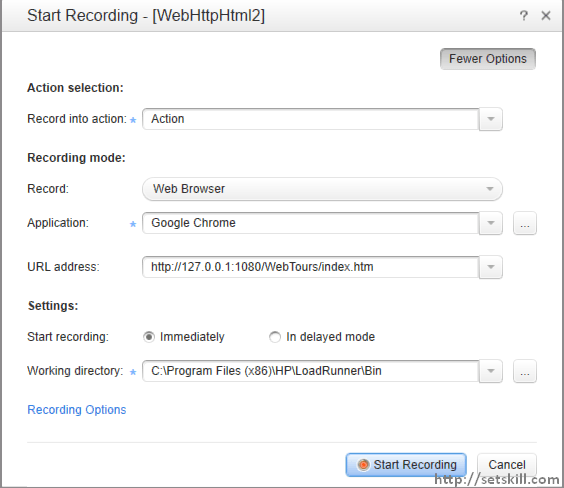 Start Recording - [WebHttpHtml2] ? ×
Fewer Options
Action selection:
Record into action: * Action
Recording mode:
Record: Web Browser
Application: * Google Chrome ...
URL address: http://127.0.0.1:1080/WebTours/index.htm
Settings:
Start recording: Immediately In delayed mode
Working directory: * C:\Program Files (x86)\HP\LoadRunner\Bin ...
Recording Options
Start Recording Cancel
http://setskill.com